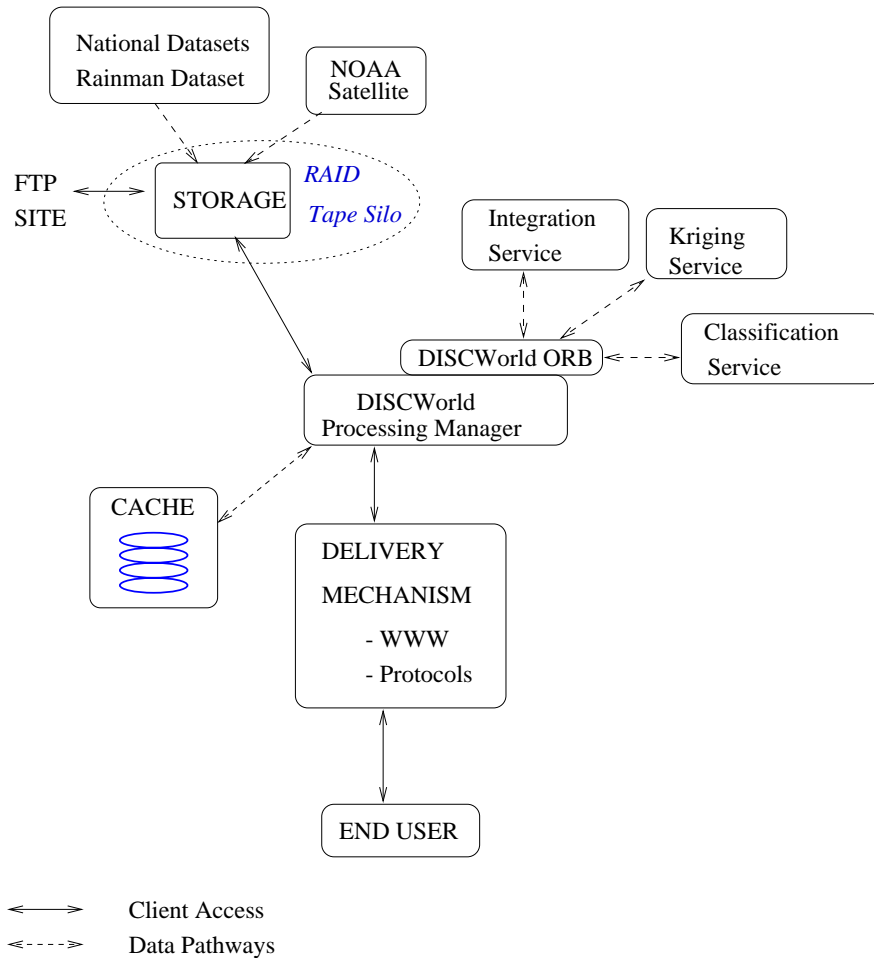 National Datasets
Rainman Dataset
NOAA
Satellite
FTP
SITE
STORAGE
RAID
Tape Silo
Integration
Service
Kriging
Service
Classification
Service
DISCWorld ORB
DISCWorld
Processing Manager
CACHE
DELIVERY
MECHANISM
- WWW
- Protocols
END USER
Client Access
Data Pathways